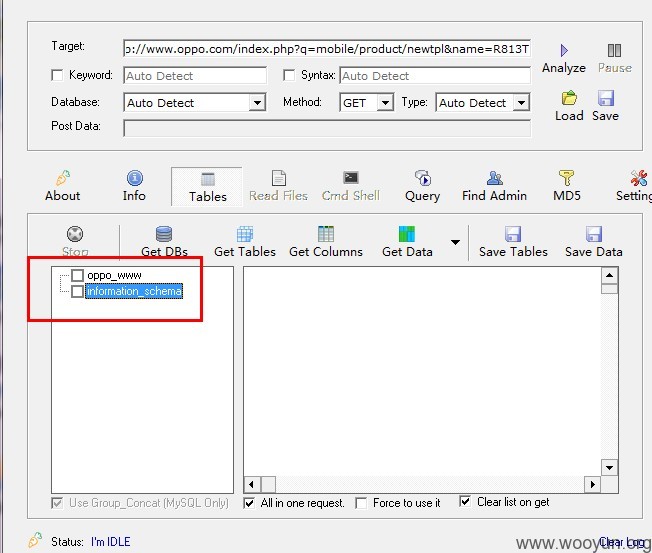 Target: p://www.oppo.com/index.php?q=mobile/product/newtpl&name=R813T
Analyze Pause
Keyword: Auto Detect Syntax: Auto Detect
Database: Auto Detect Method: GET Type: Auto Detect
Load Save
Post Data:
About Info Tables Read Files Cmd Shell Query Find Admin MD5 Setting
Stop Get DBs Get Tables Get Columns Get Data Save Tables Save Data
oppo_www
information_schema
Use Group_Concat (MySQL Only) All in one request. Force to use it Clear list on get
Status: I'm IDLE Clear Log
www.wooyun.org